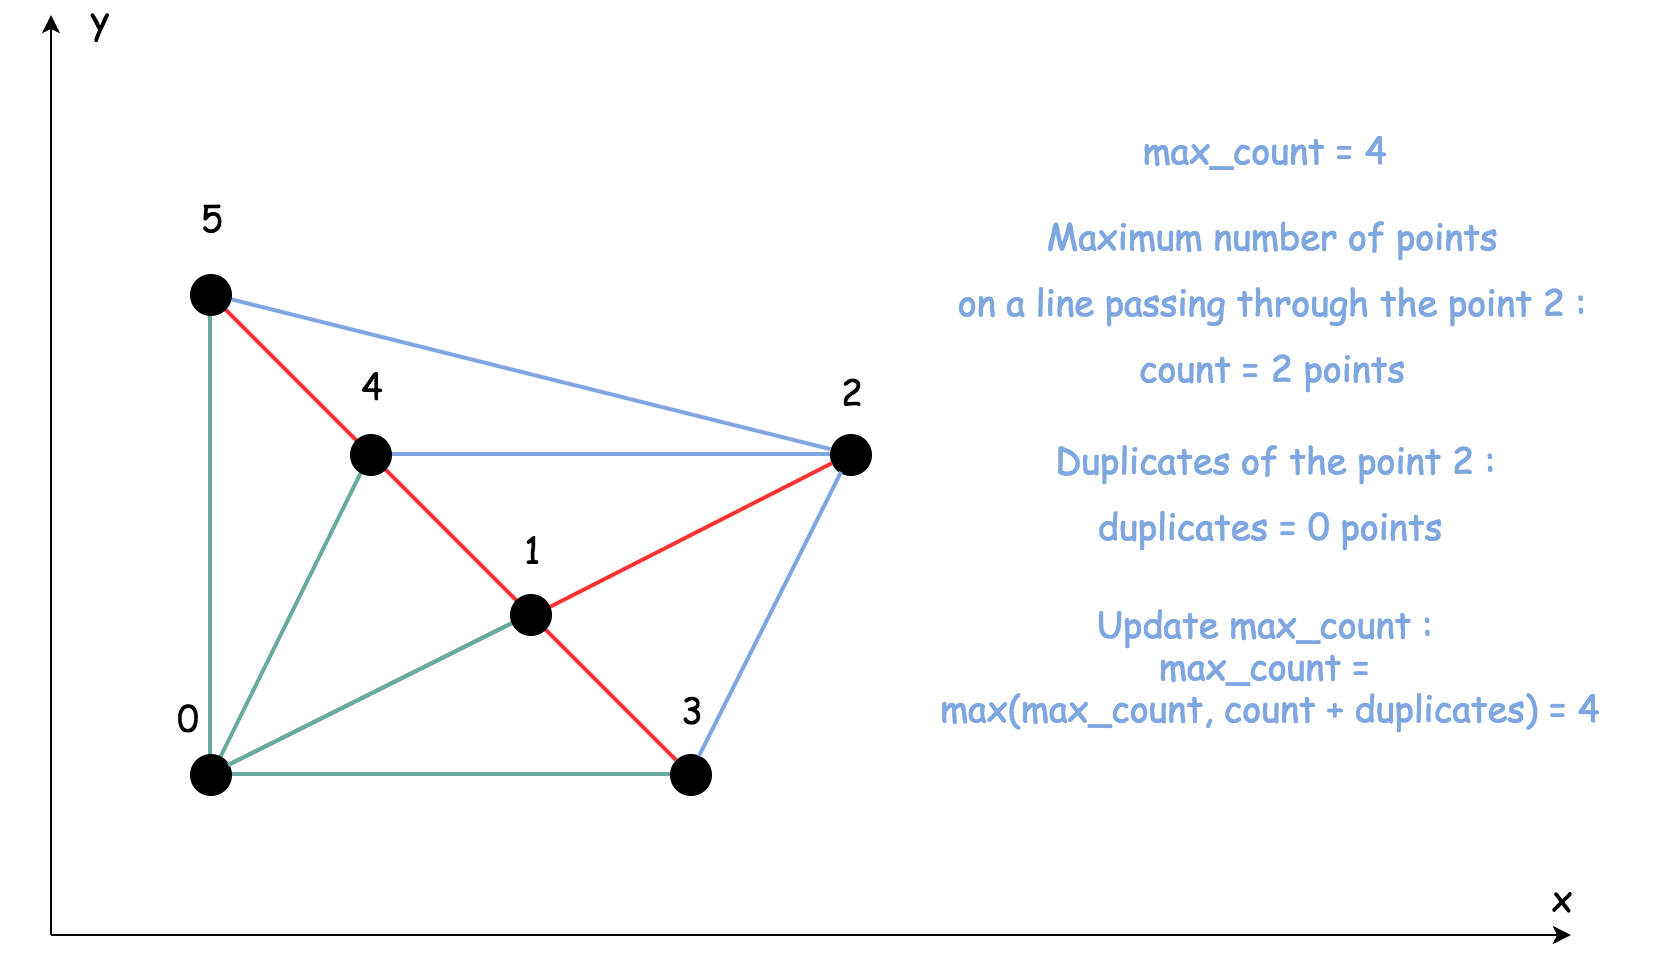 y
max_count = 4
5
Maximum number of points
on a line passing through the point 2 :
4
2
count = 2 points
Duplicates of the point 2 :
1
duplicates = 0 points
Update max_count :
max_count =
0
3
max(max_count, count + duplicates) = 4
x